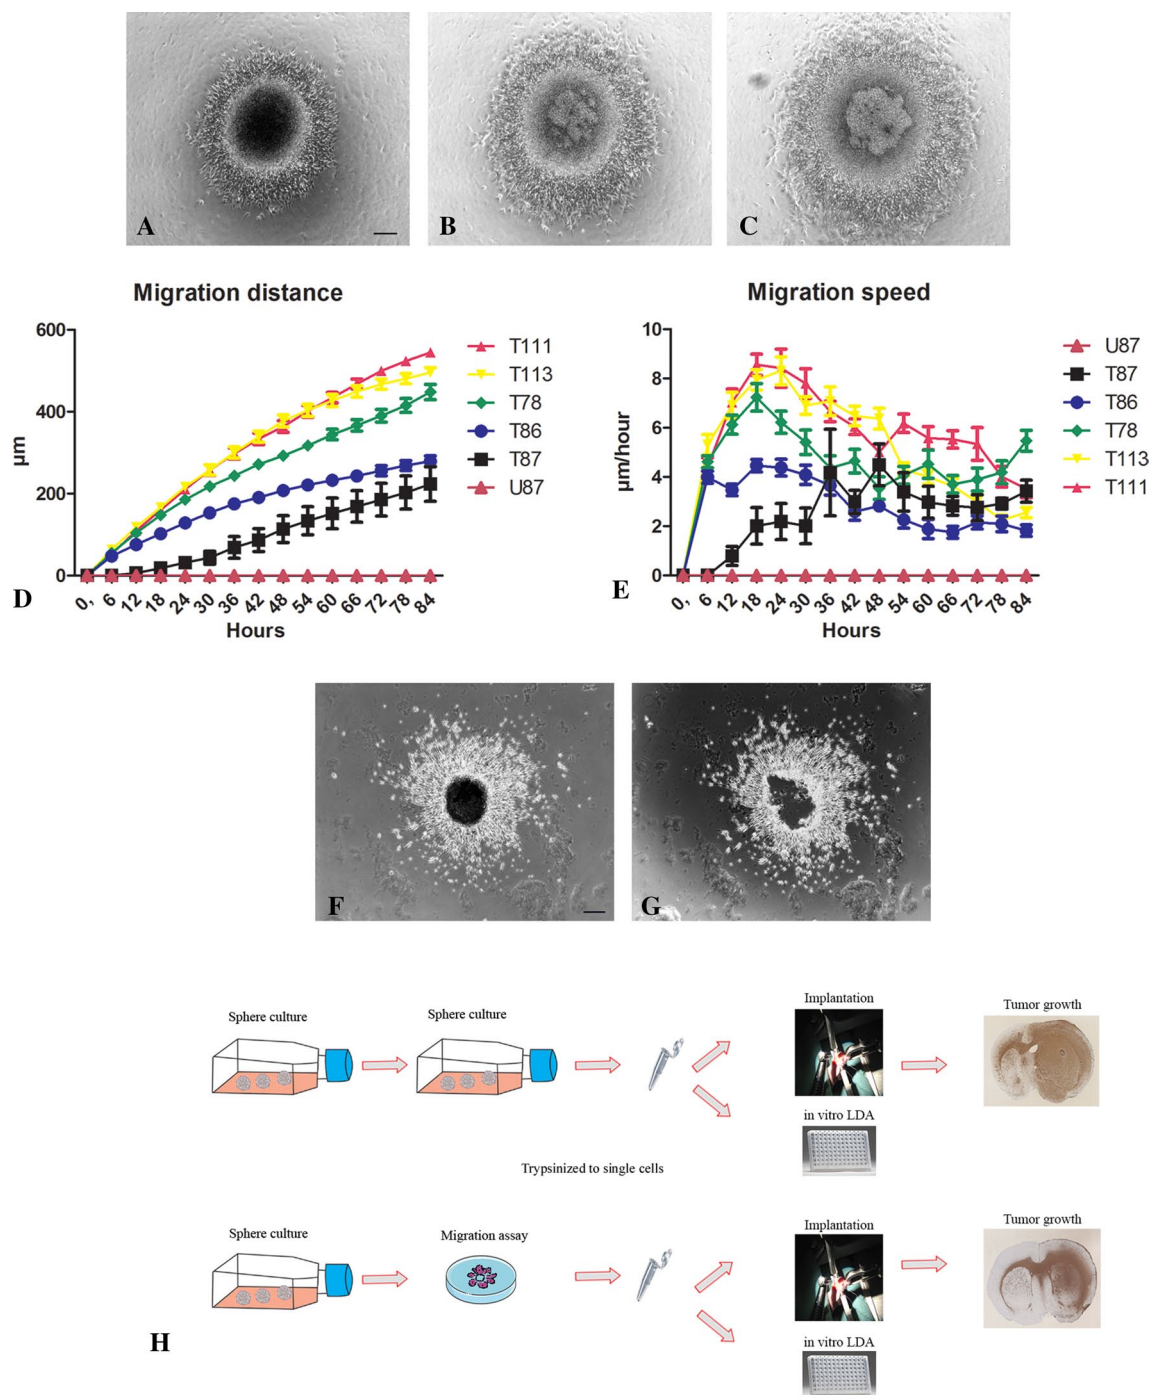 A
B
C
Migration distance
600
400
200
0
µm
0, 6 12 18 24 30 36 42 48 54 60 66 72 78 84
Hours
T111
T113
T78
T86
T87
U87
D
Migration speed
10
8
6
4
2
0
µm/hour
0, 6 12 18 24 30 36 42 48 54 60 66 72 78 84
Hours
U87
T87
T86
T78
T113
T111
E
F
G
Sphere culture
Sphere culture
Implantation
Tumor growth
in vitro LDA
Trypsinized to single cells
Sphere culture
Migration assay
Implantation
Tumor growth
in vitro LDA
H